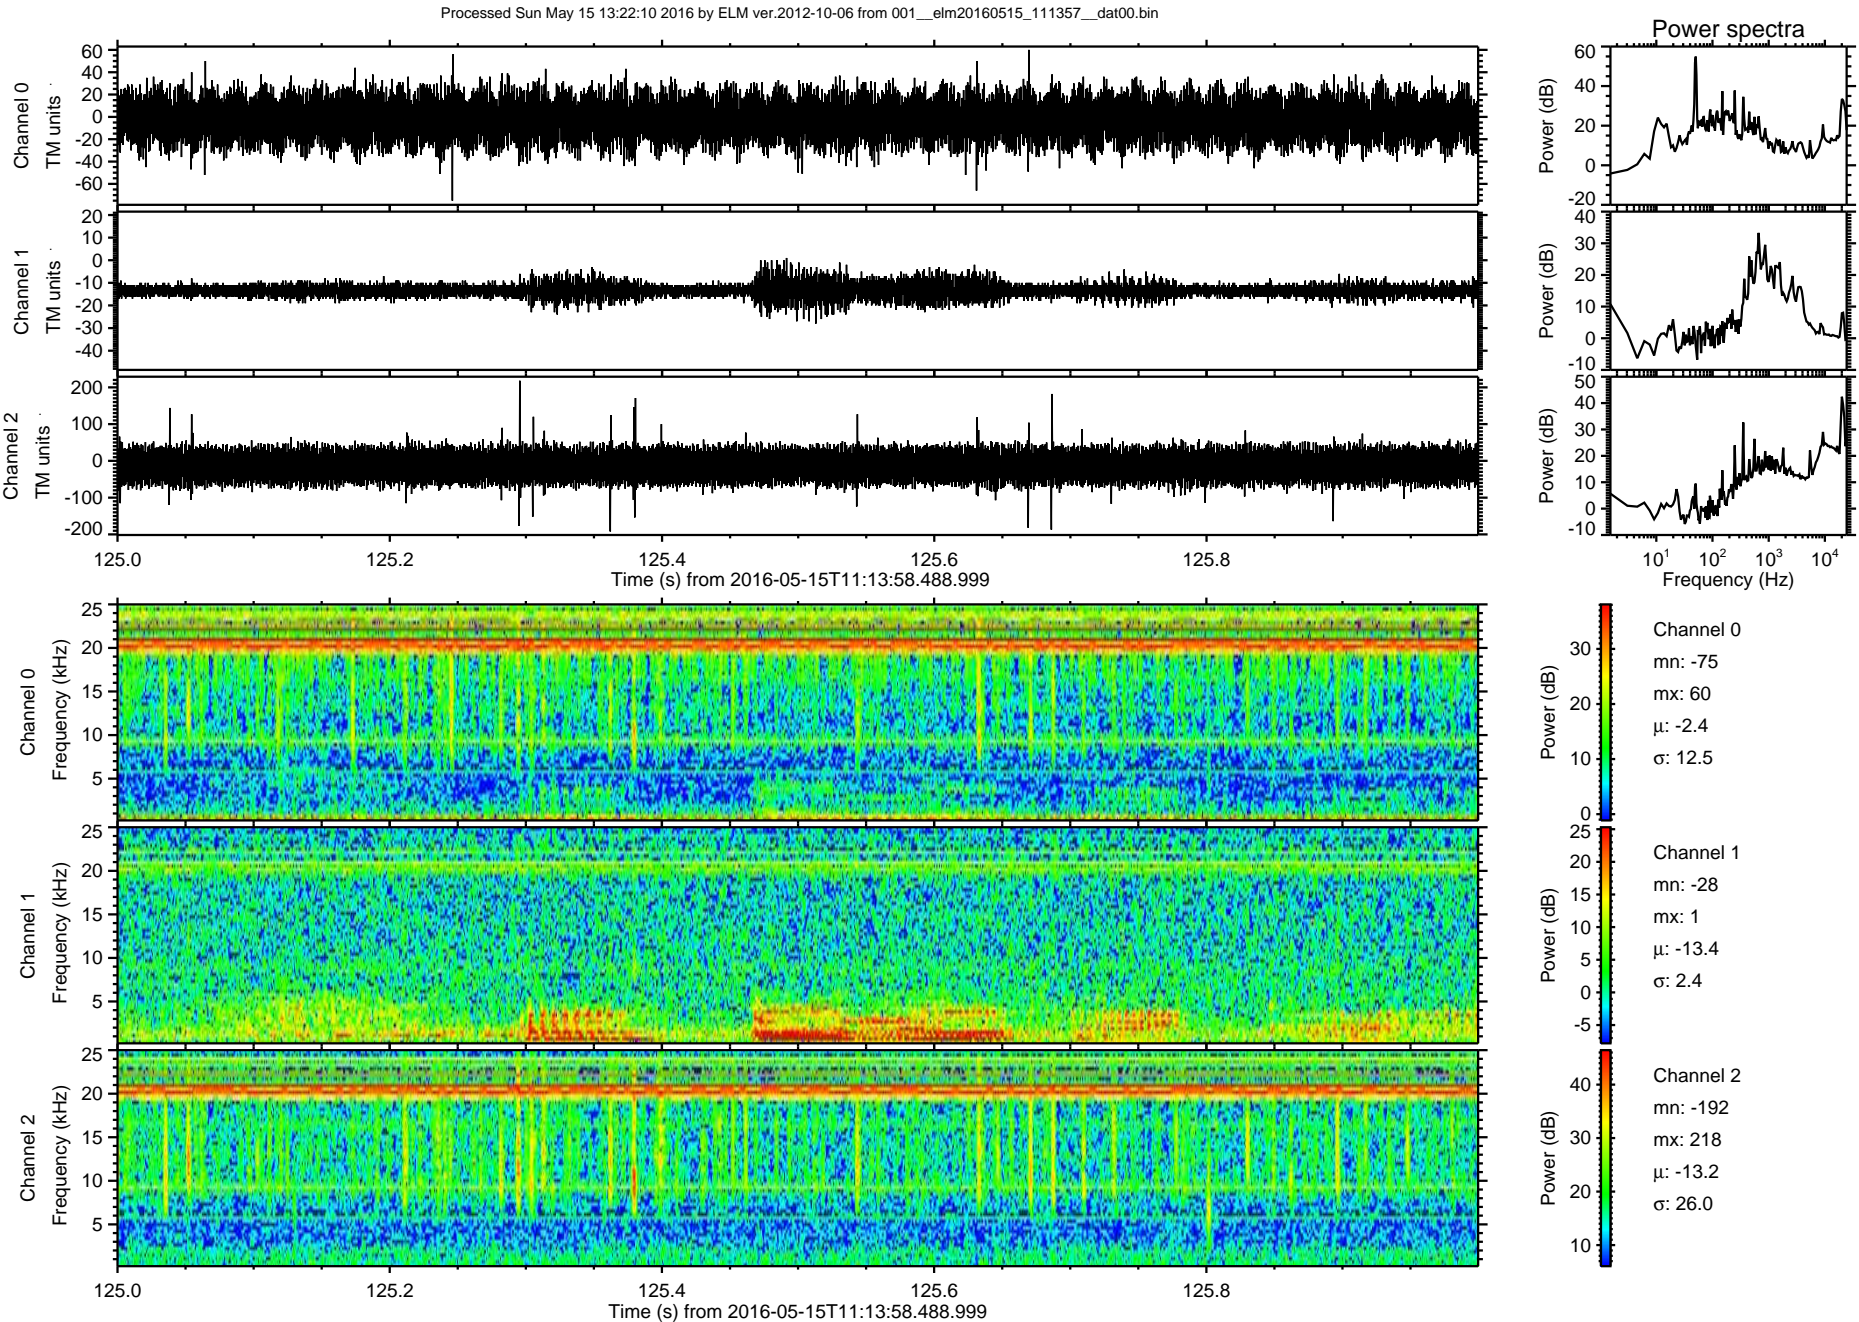 Processed Sun May 15 13:22:10 2016 by ELM ver.2012-10-06 from 001__elm20160515_111357__dat00.bin
Power spectra
Channel 0
TM units
60
40
20
0
-20
-40
-60
Power (dB)
60
40
20
0
-20
Channel 1
TM units
20
10
0
-10
-20
-30
-40
Power (dB)
40
30
20
10
0
-10
Channel 2
TM units
200
100
0
-100
-200
Power (dB)
50
40
30
20
10
0
-10
125.0 125.2 125.4 125.6 125.8
Time (s) from 2016-05-15T11:13:58.488.999
10¹ 10² 10³ 10⁴
Frequency (Hz)
Channel 0
Frequency (kHz)
25
20
15
10
5
Power (dB)
30
20
10
0
Channel 0
mn: -75
mx: 60
μ: -2.4
σ: 12.5
Channel 1
Frequency (kHz)
25
20
15
10
5
Power (dB)
25
20
15
10
5
0
-5
Channel 1
mn: -28
mx: 1
μ: -13.4
σ: 2.4
Channel 2
Frequency (kHz)
25
20
15
10
5
Power (dB)
40
30
20
10
Channel 2
mn: -192
mx: 218
μ: -13.2
σ: 26.0
125.0 125.2 125.4 125.6 125.8
Time (s) from 2016-05-15T11:13:58.488.999